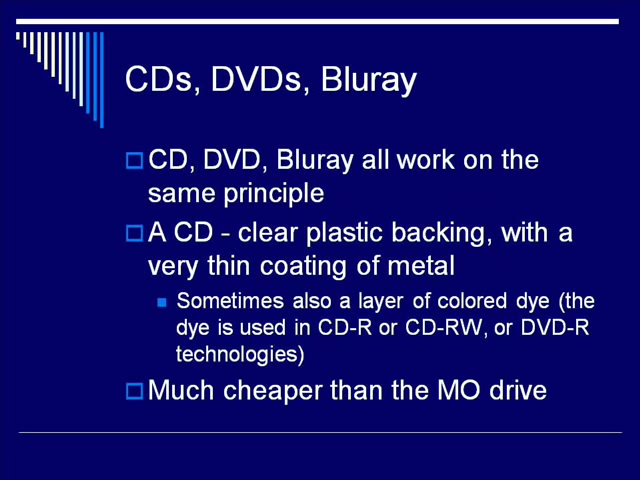 CDs, DVDs, Bluray
CD, DVD, Bluray all work on the
same principle
A CD - clear plastic backing, with a
very thin coating of metal
Sometimes also a layer of colored dye (the
dye is used in CD-R or CD-RW, or DVD-R
technologies)
Much cheaper than the MO drive